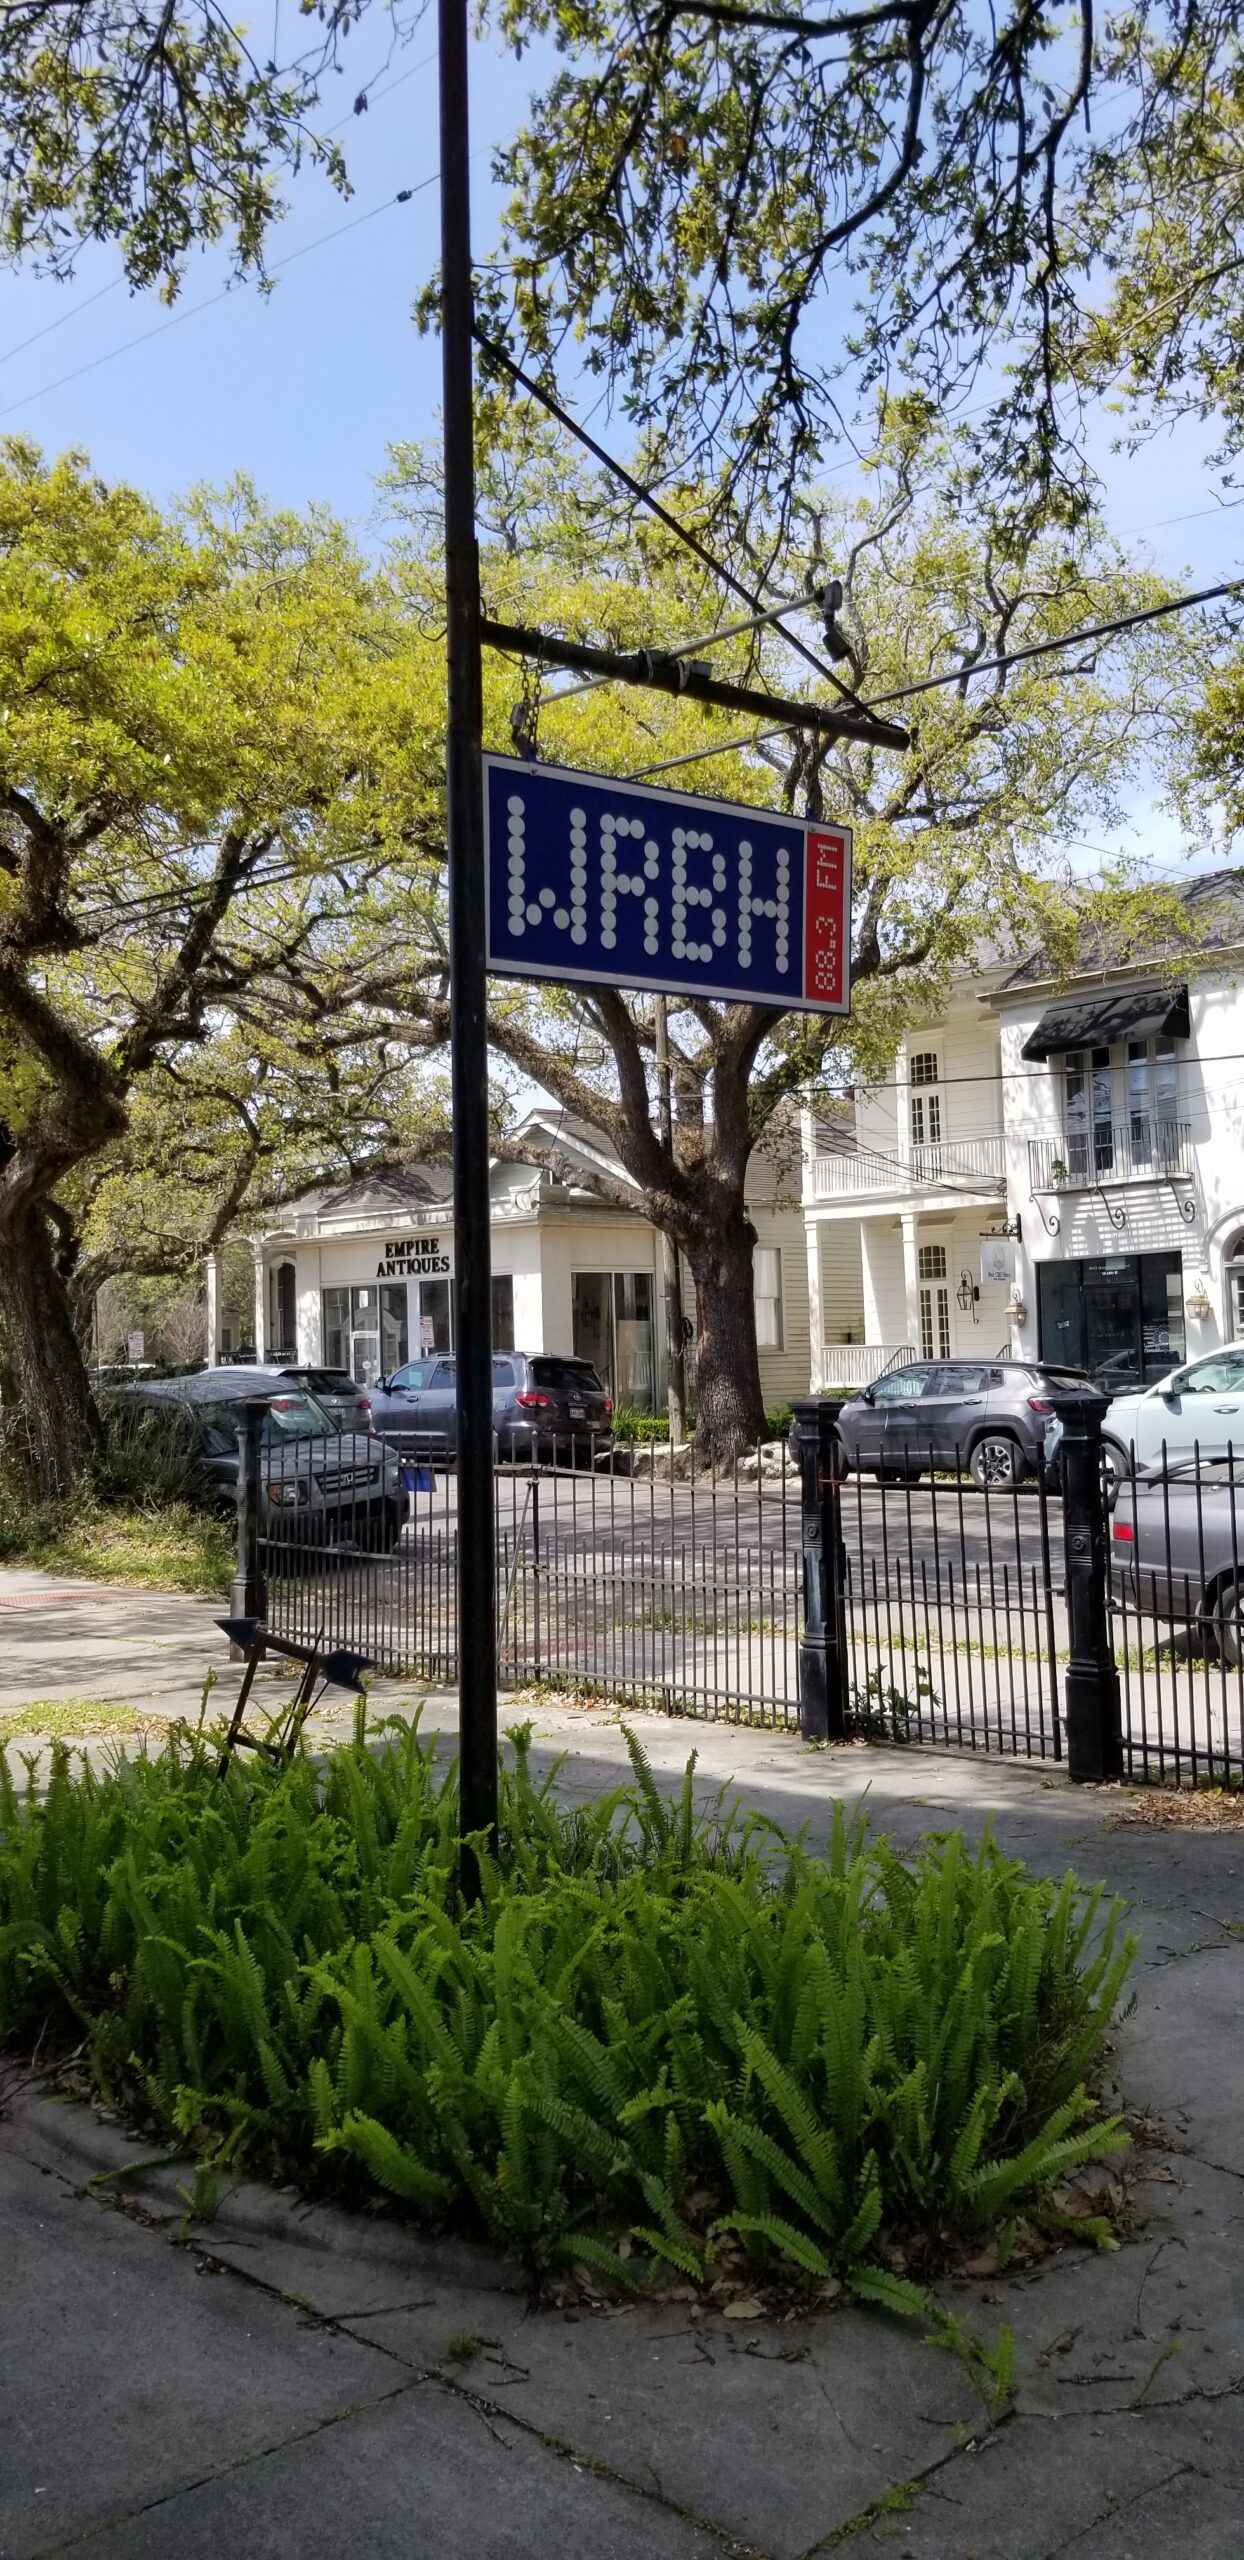 WRBH
88.3 FM
EMPIRE
ANTIQUES